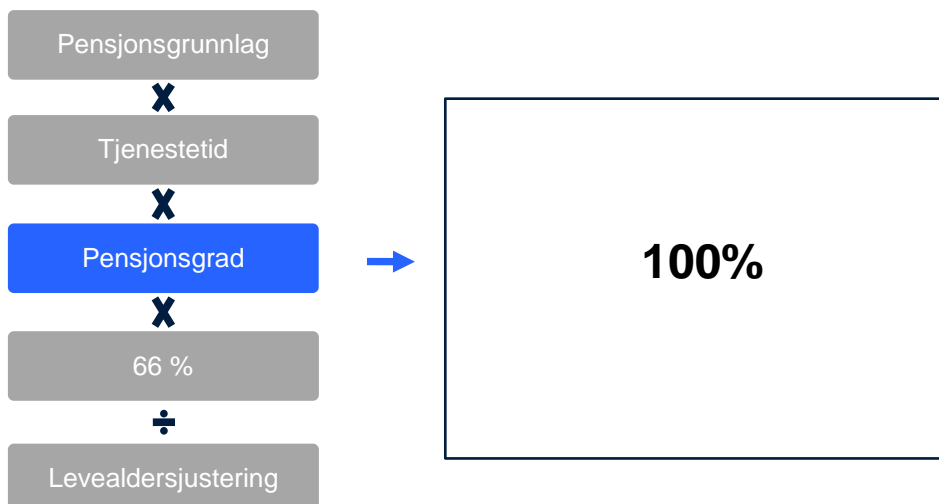 Pensjonsgrunnlag
×
Tjenestetid
×
Pensjonsgrad
100%
×
66 %
÷
Levealdersjustering